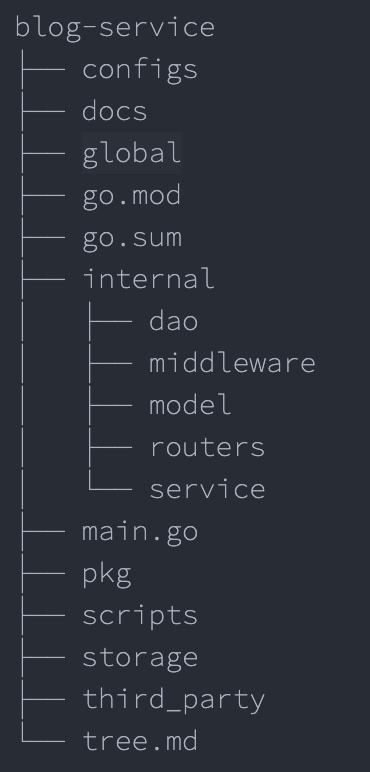 blog-service
├── configs
├── docs
├── global
├── go.mod
├── go.sum
├── internal
│   ├── dao
│   ├── middleware
│   ├── model
│   ├── routers
│   └── service
├── main.go
├── pkg
├── scripts
├── storage
├── third_party
└── tree.md